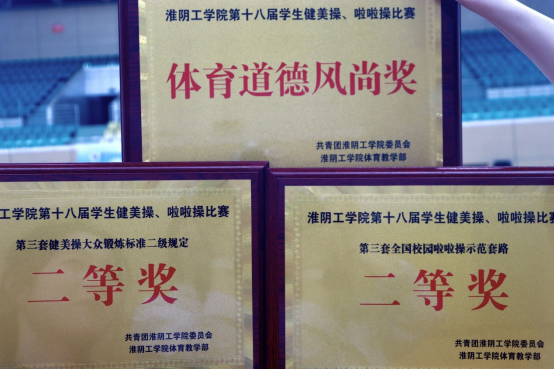 淮阴工学院第十八届学生健美操、啦啦操比赛
体育道德风尚奖
共青团淮阴工学院委员会
淮阴工学院体育教学部
工学院第十八届学生健美操、啦啦操比赛
第三套健美操大众锻炼标准二级规定
二等奖
共青团淮阴工学院委员会
淮阴工学院体育教学部
淮阴工学院第十八届学生健美操、啦啦操比赛
第三套全国校园啦啦操示范套路
二等奖
共青团淮阴工学院委员会
淮阴工学院体育教学部